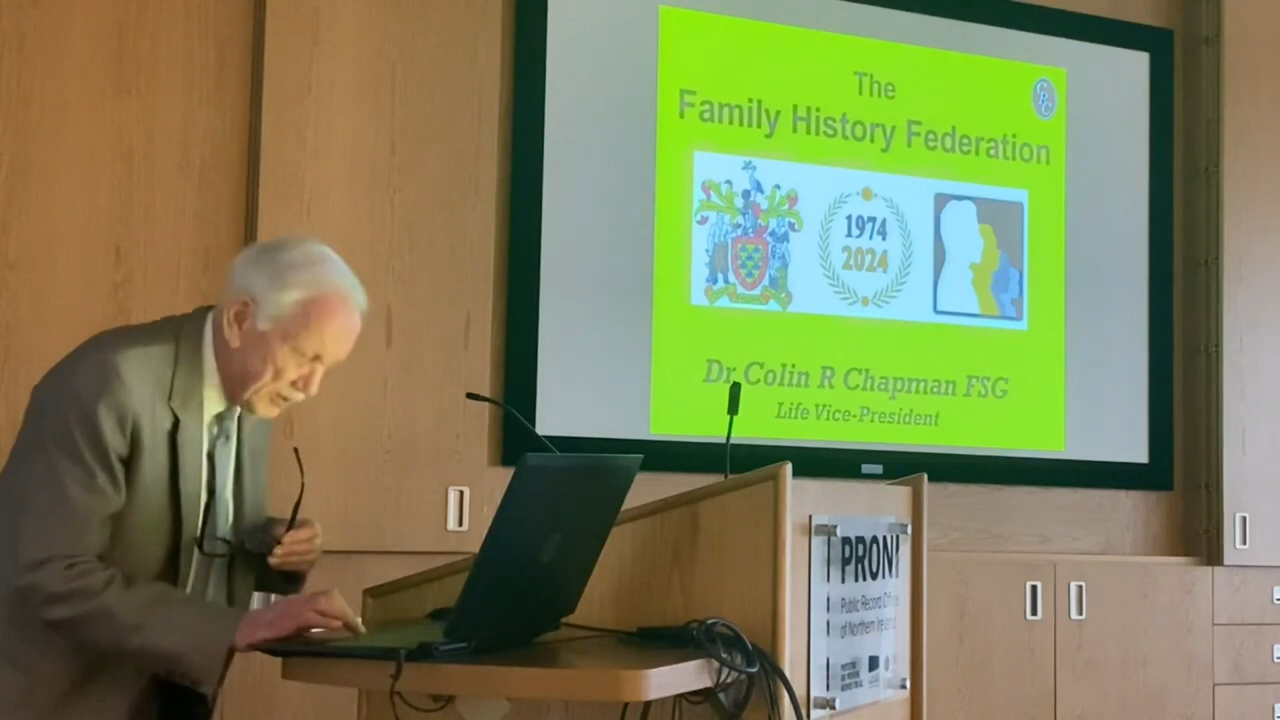 The
Family History Federation
1974
2024
Dr Colin R Chapman FSG
Life Vice-President
PRONI
Public Record Office
of Northern Ireland